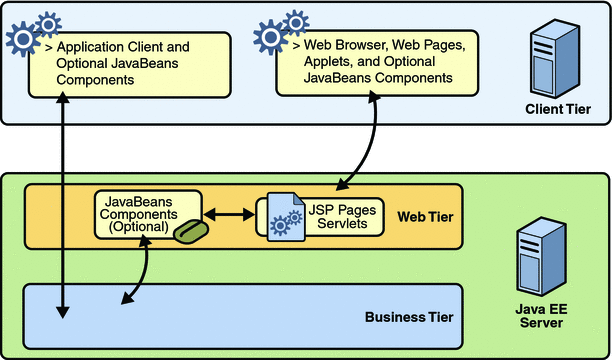 > Application Client and
Optional JavaBeans
Components
> Web Browser, Web Pages,
Applets, and Optional
JavaBeans Components
Client Tier
JavaBeans
Components
(Optional)
JSP Pages
Servlets
Web Tier
Business Tier
Java EE
Server